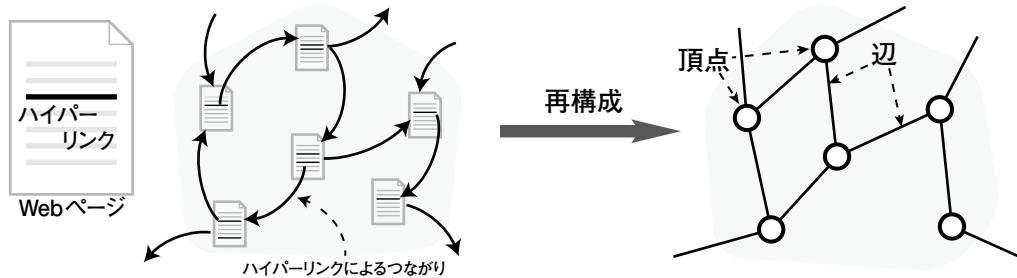 ハイパー
リンク
Webページ
ハイパーリンクによるつながり
再構成
頂点
辺